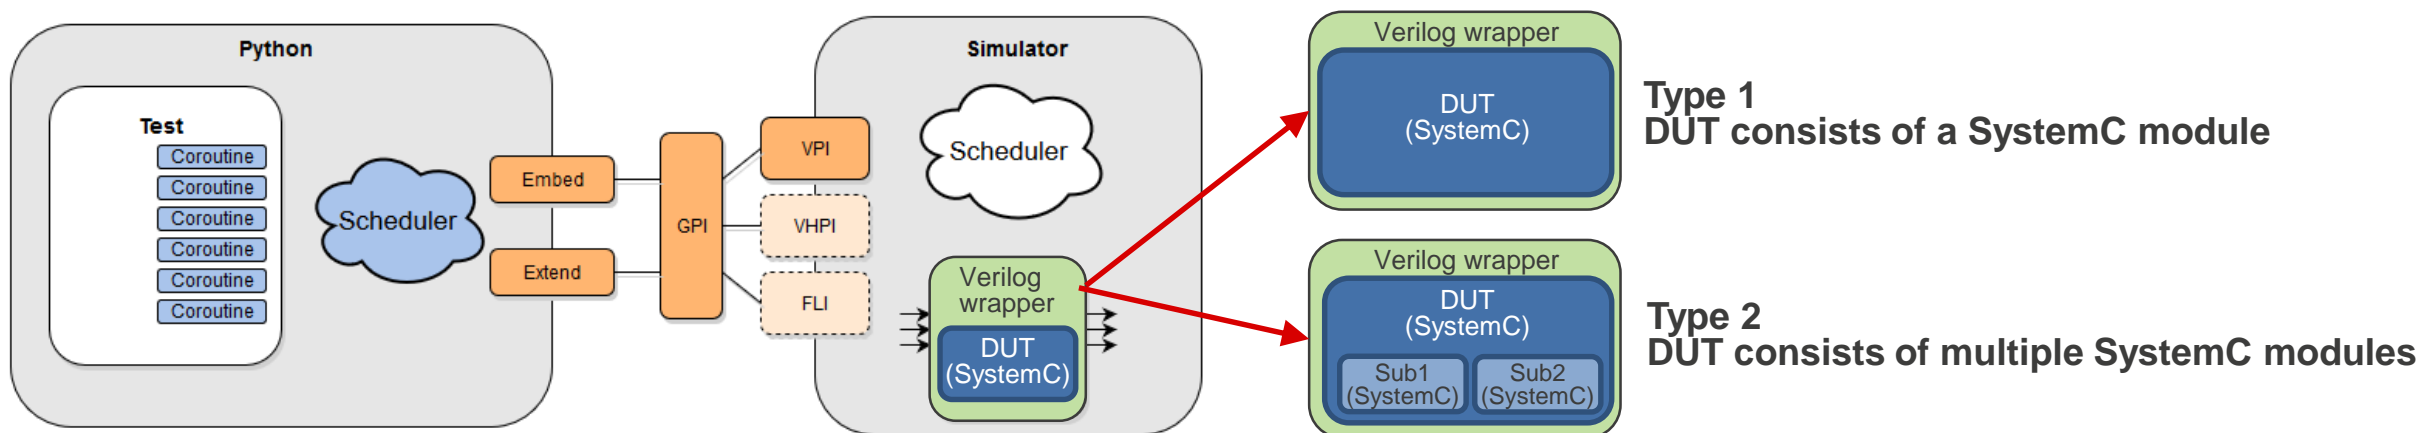 Python
Test
Coroutine
Coroutine
Coroutine
Coroutine
Coroutine
Coroutine
Scheduler
Embed
Extend
GPI
VPI
VHPI
FLI
Simulator
Scheduler
Verilog
wrapper
DUT
(SystemC)
Verilog wrapper
DUT
(SystemC)
Type 1
DUT consists of a SystemC module
Verilog wrapper
DUT
(SystemC)
Sub1
(SystemC)
Sub2
(SystemC)
Type 2
DUT consists of multiple SystemC modules